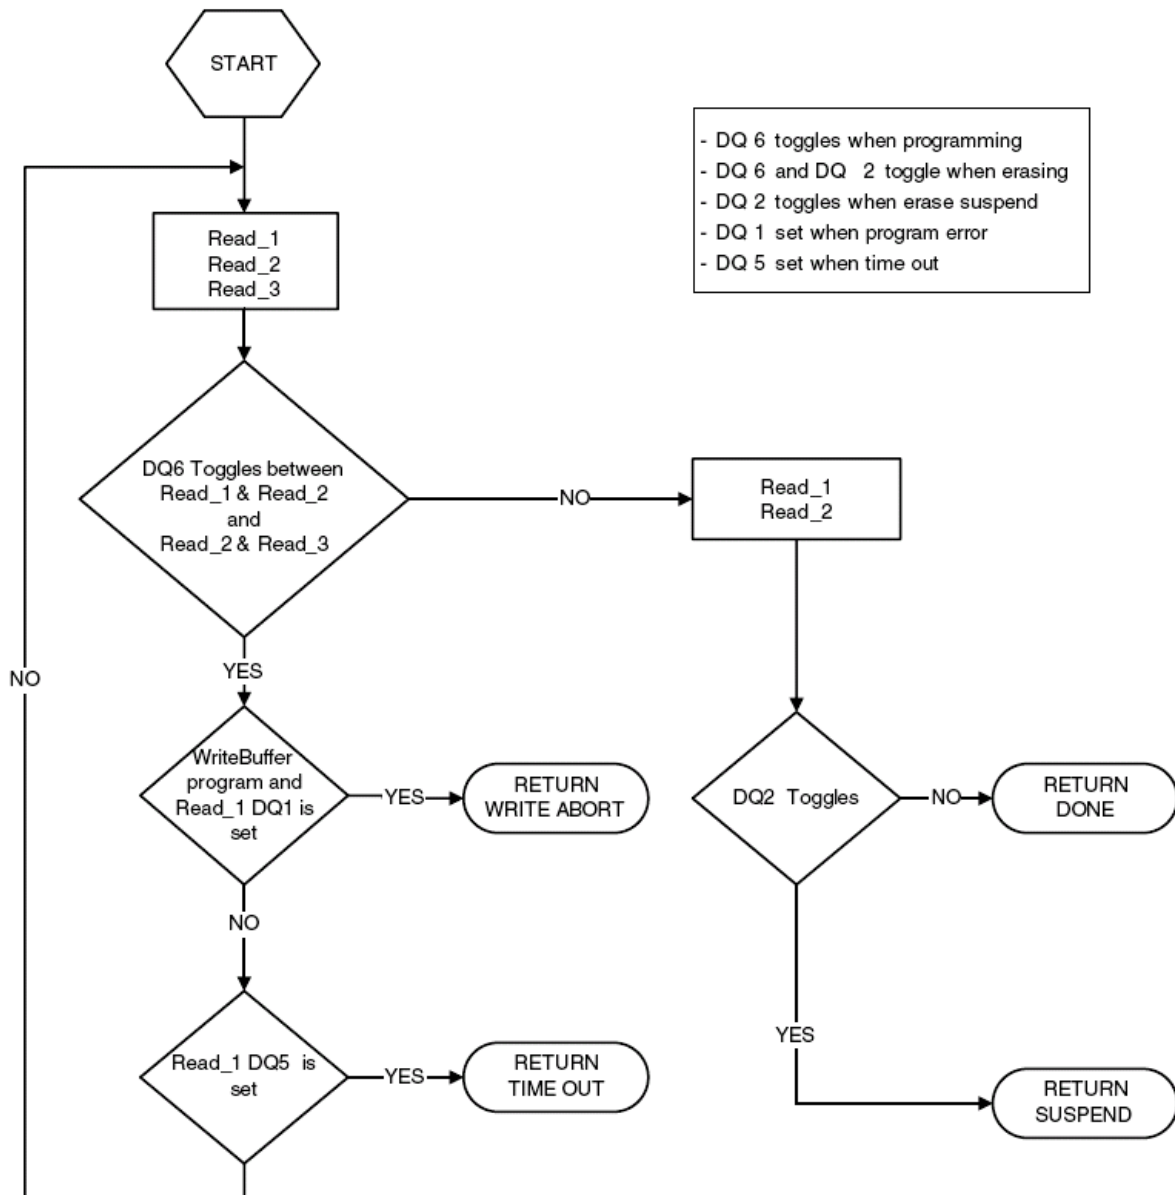 START
- DQ 6 toggles when programming
- DQ 6 and DQ 2 toggle when erasing
- DQ 2 toggles when erase suspend
- DQ 1 set when program error
- DQ 5 set when time out
Read_1
Read_2
Read_3
DQ6 Toggles between
Read_1 & Read_2
and
Read_2 & Read_3
NO
Read_1
Read_2
YES
NO
WriteBuffer
program and
Read_1 DQ1 is
set
YES
RETURN
WRITE ABORT
DQ2 Toggles
NO
RETURN
DONE
NO
YES
Read_1 DQ5 is
set
YES
RETURN
TIME OUT
RETURN
SUSPEND